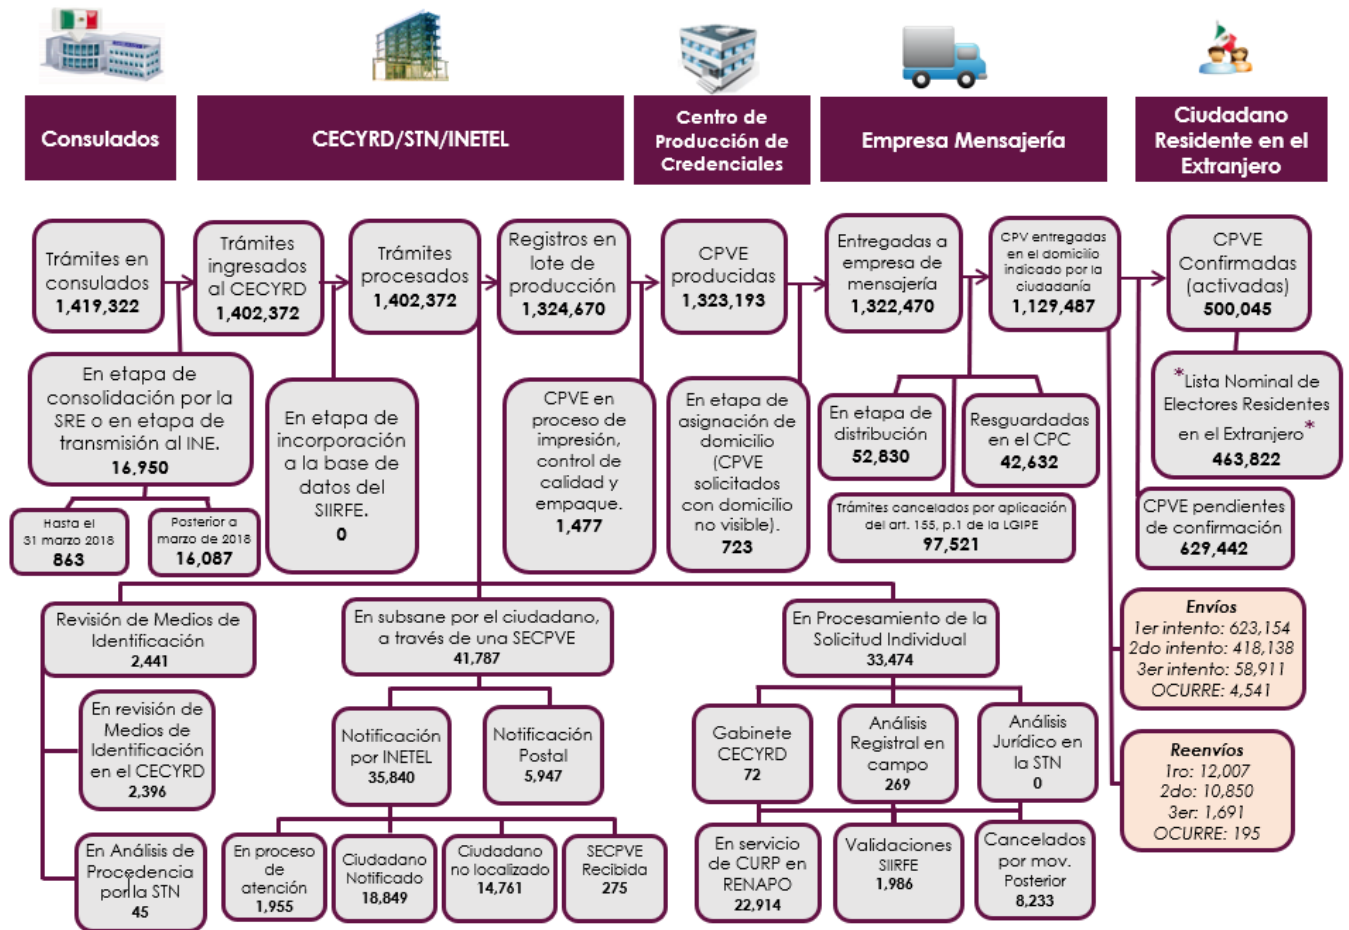 Consulados
CECYRD/STN/INETEL
Centro de
Producción de
Credenciales
Empresa Mensajería
Ciudadano
Residente en el
Extranjero
Trámites en
consulados
1,419,322
Trámites
ingresados
al CECYRD
1,402,372
Trámites
procesados
1,402,372
Registros en
lote de
producción
1,324,670
CPVE
producidas
1,323,193
Entregadas a
empresa de
mensajería
1,322,470
CPV entregadas
en el domicilio
indicado por la
ciudadanía
1,129,487
CPVE
Confirmadas
(activadas)
500,045
En etapa de
consolidación por la
SRE o en etapa de
transmisión al INE.
16,950
Hasta el
31 marzo 2018
863
Posterior a
marzo de 2018
16,087
En etapa de
incorporación
a la base de
datos del
SIIRFE.
0
CPVE en
proceso de
impresión,
control de
calidad y
empaque.
1,477
En etapa de
asignación de
domicilio
(CPVE
solicitados
con domicilio
no visible).
723
En etapa de
distribución
52,830
Resguardadas
en el CPC
42,632
Trámites cancelados por aplicación
del art. 155, p.1 de la LGIPE
97,521
*Lista Nominal de
Electores Residentes
en el Extranjero*
463,822
CPVE pendientes
de confirmación
629,442
Revisión de Medios de
Identificación
2,441
En revisión de
Medios de
Identificación
en el CECYRD
2,396
En Análisis de
Procedencia
por la STN
45
En subsane por el ciudadano,
a través de una SECPVE
41,787
Notificación
por INETEL
35,840
Notificación
Postal
5,947
En proceso
de
atención
1,955
Ciudadano
Notificado
18,849
Ciudadano
no localizado
14,761
SECPVE
Recibida
275
En Procesamiento de la
Solicitud Individual
33,474
Gabinete
CECYRD
72
Análisis
Registral en
campo
269
Análisis
Jurídico en
la STN
0
En servicio
de CURP en
RENAPO
22,914
Validaciones
SIIRFE
1,986
Cancelados
por mov.
Posterior
8,233
Envíos
1er intento: 623,154
2do intento: 418,138
3er intento: 58,911
OCURRE: 4,541
Reenvíos
1ro: 12,007
2do: 10,850
3er: 1,691
OCURRE: 195